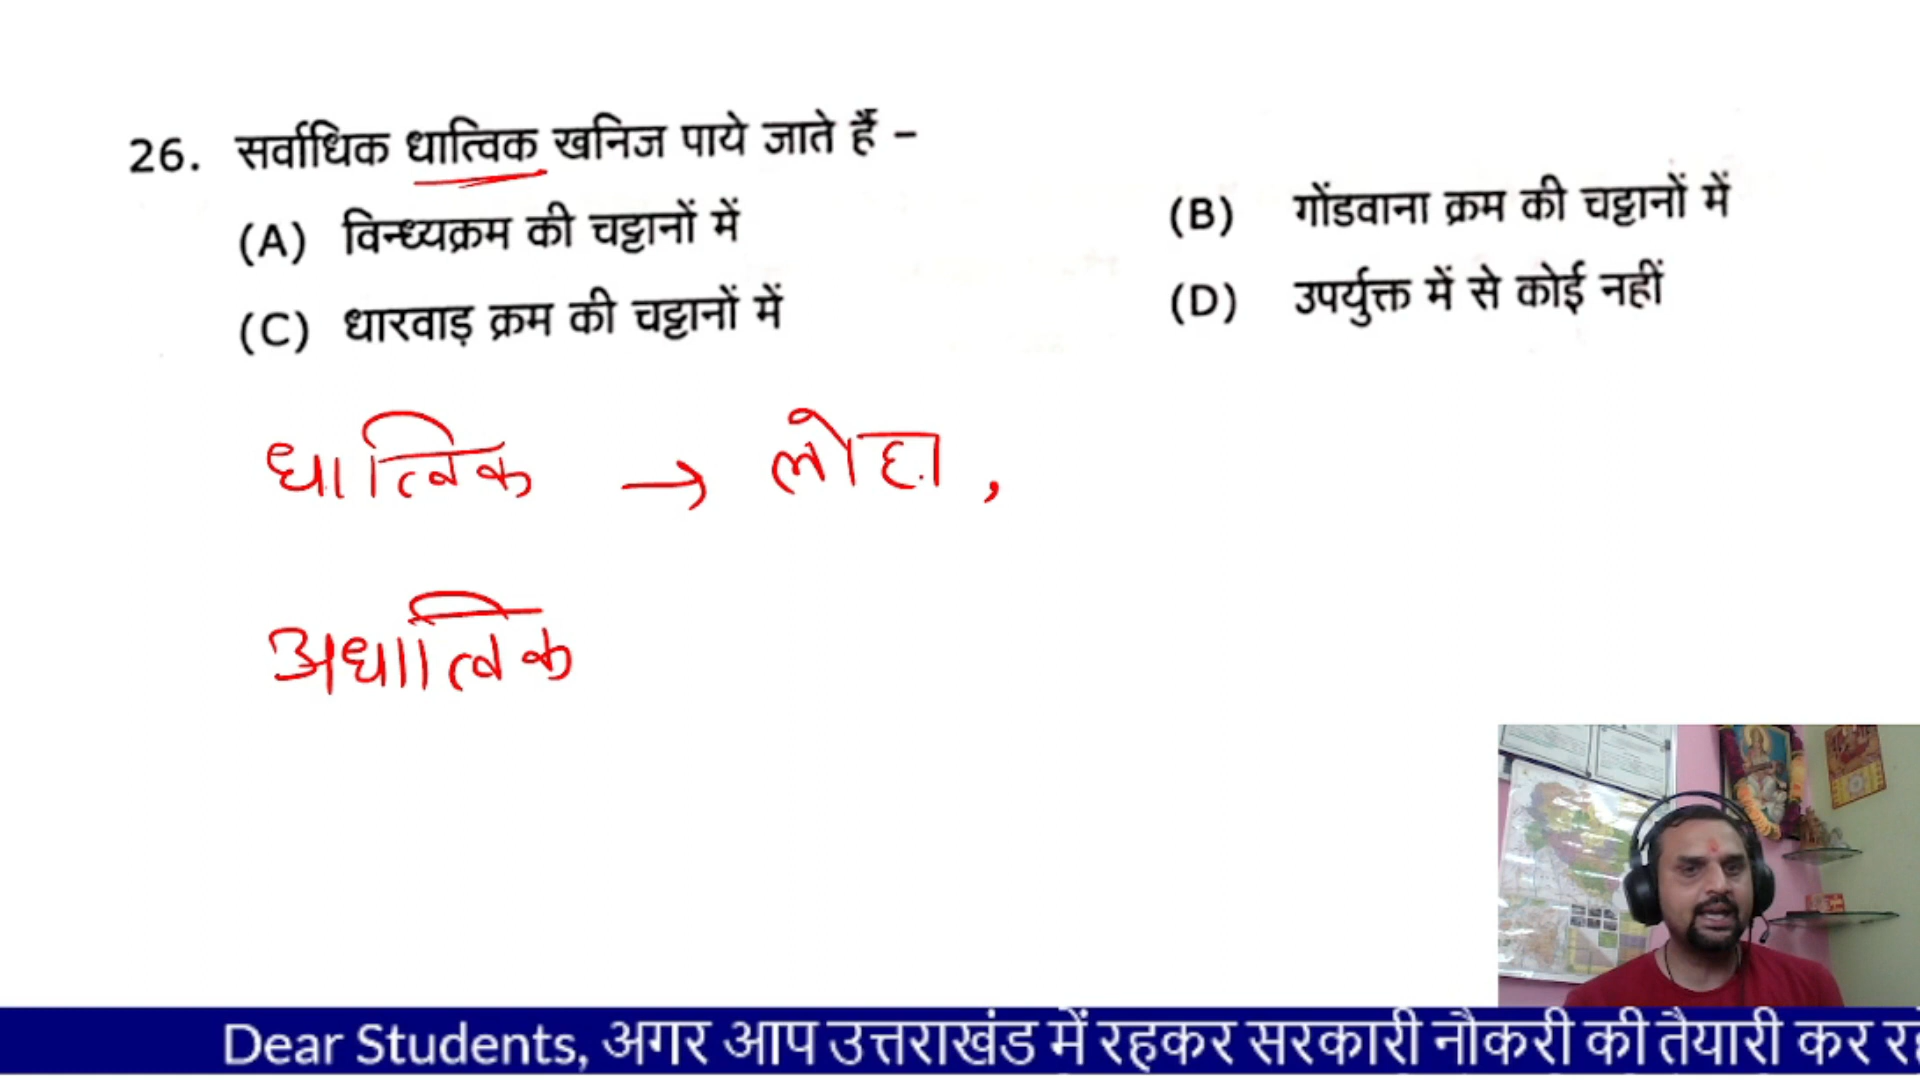 26. सर्वाधिक धात्विक खनिज पाये जाते हैं –
(A) विन्ध्यक्रम की चट्टानों में
(B) गोंडवाना क्रम की चट्टानों में
(C) धारवाड़ क्रम की चट्टानों में
(D) उपर्युक्त में से कोई नहीं
धात्विक → लोहा ,
अधात्विक
Dear Students, अगर आप उत्तराखंड में रहकर सरकारी नौकरी की तैयारी कर